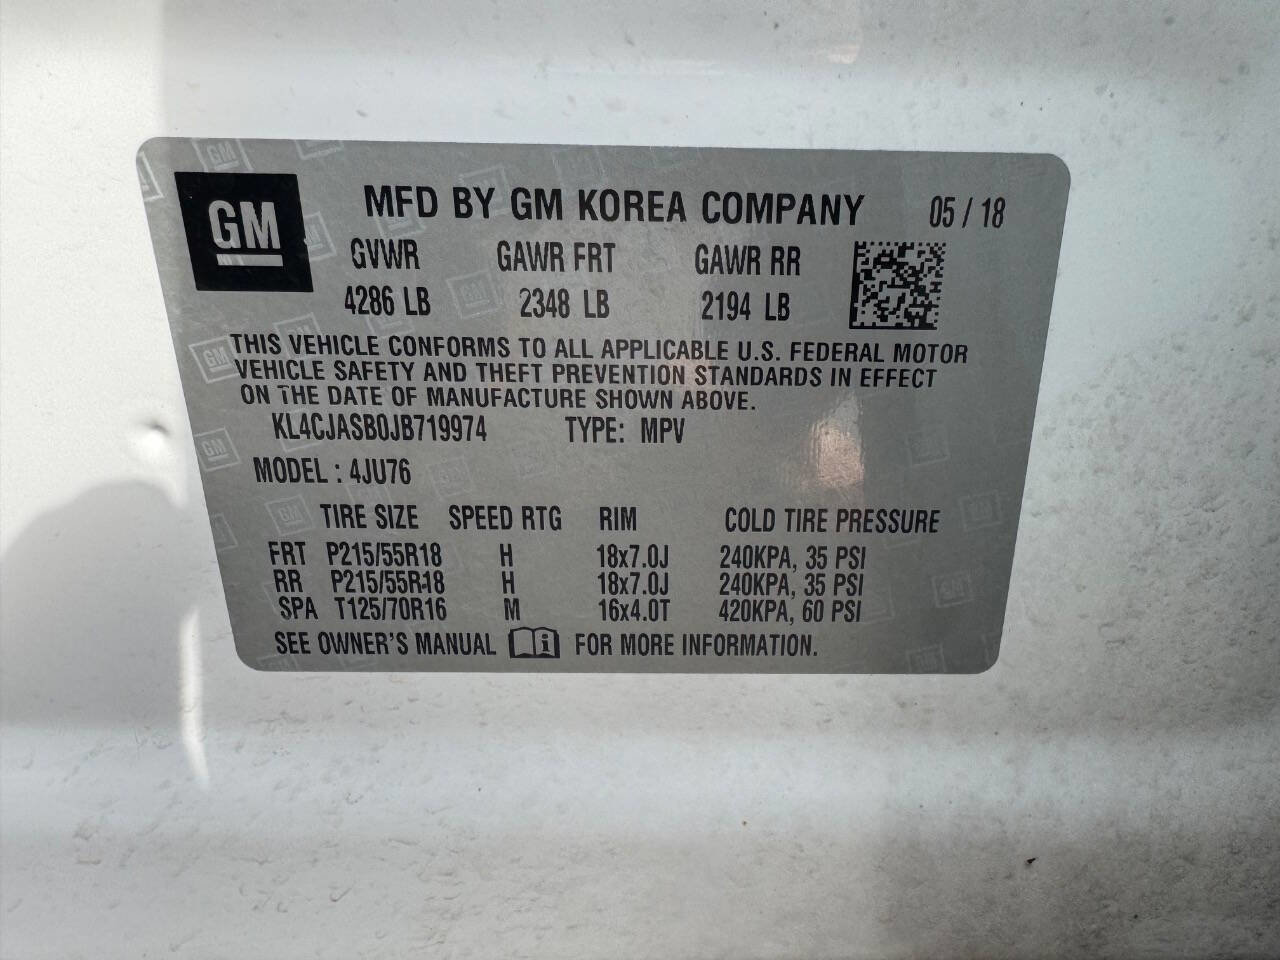 GM
MFD BY GM KOREA COMPANY 05 / 18
GVWR GAWR FRT GAWR RR
4286 LB 2348 LB 2194 LB
THIS VEHICLE CONFORMS TO ALL APPLICABLE U.S. FEDERAL MOTOR
VEHICLE SAFETY AND THEFT PREVENTION STANDARDS IN EFFECT
ON THE DATE OF MANUFACTURE SHOWN ABOVE.
KL4CJASB0JB719974 TYPE: MPV
MODEL : 4JU76
TIRE SIZE SPEED RTG RIM COLD TIRE PRESSURE
FRT P215/55R18 H 18x7.0J 240KPA, 35 PSI
RR P215/55R18 H 18x7.0J 240KPA, 35 PSI
SPA T125/70R16 M 16x4.0T 420KPA, 60 PSI
SEE OWNER'S MANUAL i FOR MORE INFORMATION.